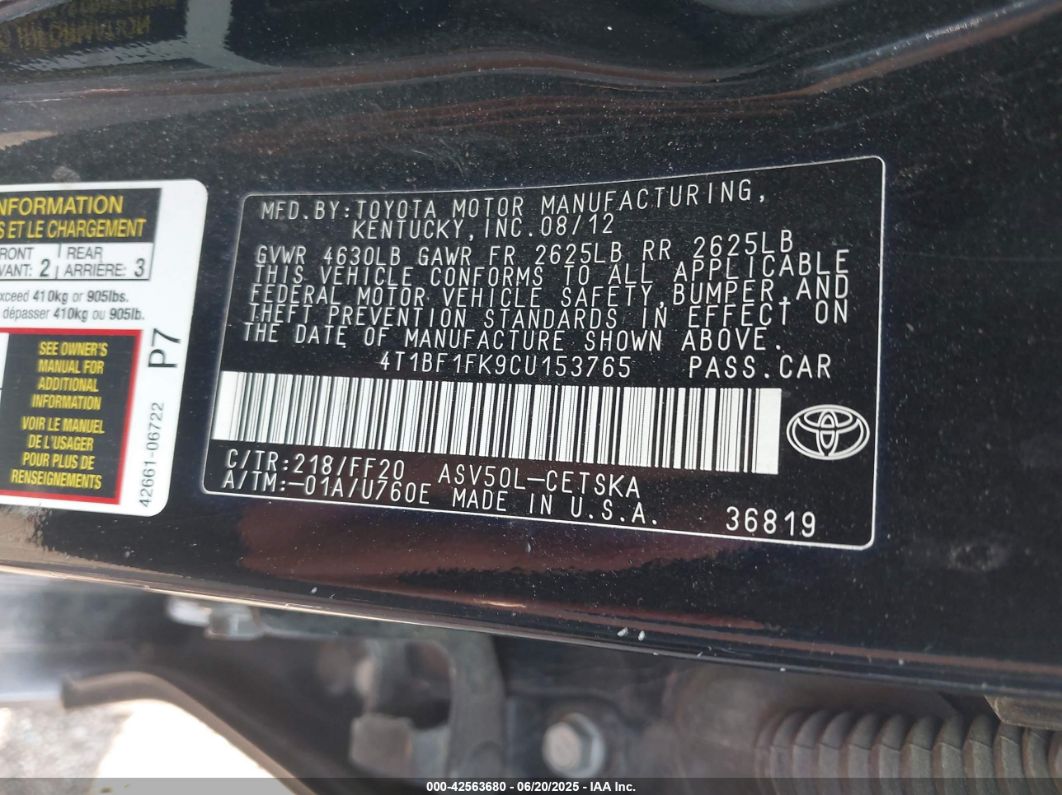 NFORMATION
S ET LE CHARGEMENT
RONT
VANT: 2
REAR
ARRIÈRE: 3
xceed 410kg or 905lbs.
dépasser 410kg ou 905lb.
SEE OWNER'S
MANUAL FOR
ADDITIONAL
INFORMATION
VOIR LE MANUEL
DE L'USAGER
POUR PLUS DE
RENSEIGNEMENTS
P7
42661-06722
MFD.BY:TOYOTA MOTOR MANUFACTURING,
KENTUCKY,INC.08/12
GVWR 4630LB GAWR FR 2625LB RR 2625LB
THIS VEHICLE CONFORMS TO ALL APPLICABLE
FEDERAL MOTOR VEHICLE SAFETY,BUMPER,AND
THEFT PREVENTION STANDARDS IN EFFECT ON
THE DATE OF MANUFACTURE SHOWN ABOVE.
4T1BF1FK9CU153765 PASS.CAR
C/TR:218/FF20 ASV50L-CETSKA
A/TM:-01A/U760E MADE IN U.S.A. 36819
000-42563680 - 06/20/2025 - IAA Inc.